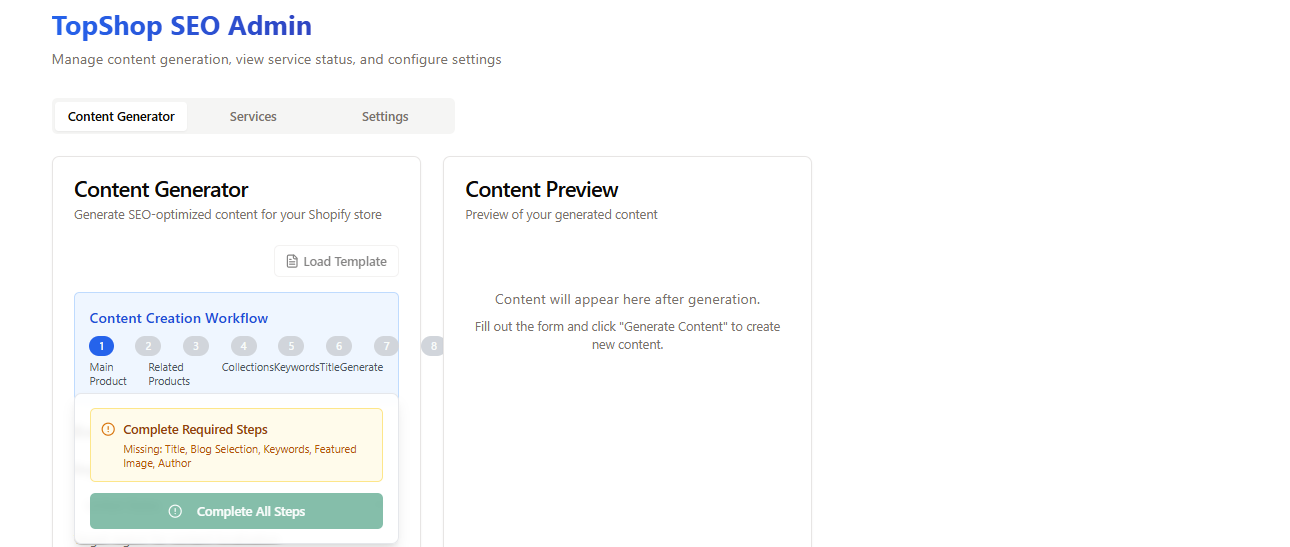 TopShop SEO Admin
Manage content generation, view service status, and configure settings
Content Generator
Services
Settings
Content Generator
Generate SEO-optimized content for your Shopify store
Load Template
Content Creation Workflow
1 2 3 4 5 6 7 8
Main Product
Related Products
Collections
Keywords
Title
Generate
Complete Required Steps
Missing: Title, Blog Selection, Keywords, Featured
Image, Author
Complete All Steps
Content Preview
Preview of your generated content
Content will appear here after generation.
Fill out the form and click "Generate Content" to create
new content.